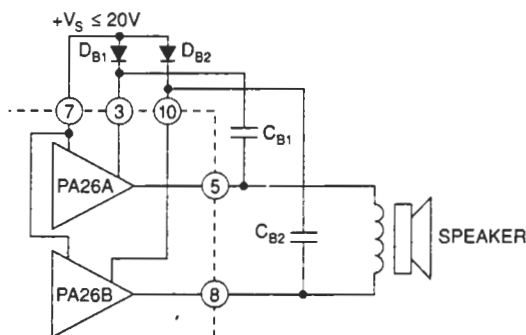 +VS ≤ 20V
DB1
DB2
7
3
10
CB1
PA26A
5
CB2
SPEAKER
PA26B
8